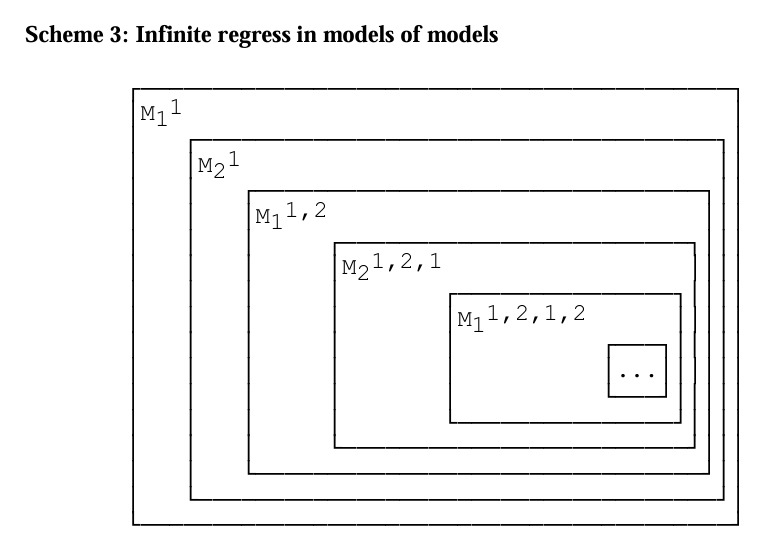 Scheme 3: Infinite regress in models of models
M₁¹
M₂¹
M₁¹,²
M₂¹,²,¹
M₁¹,²,¹,²
...